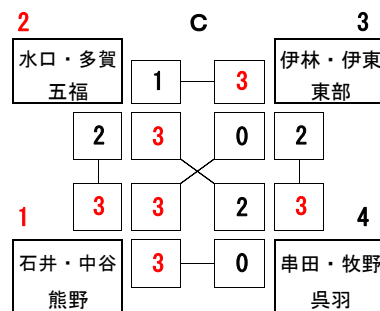 2 C 3
水口・多賀 1 3 伊林・伊東
五福 東部
2 3 0 2
3 3 2 3
1 4
石井・中谷 3 0 串田・牧野
熊野 呉羽